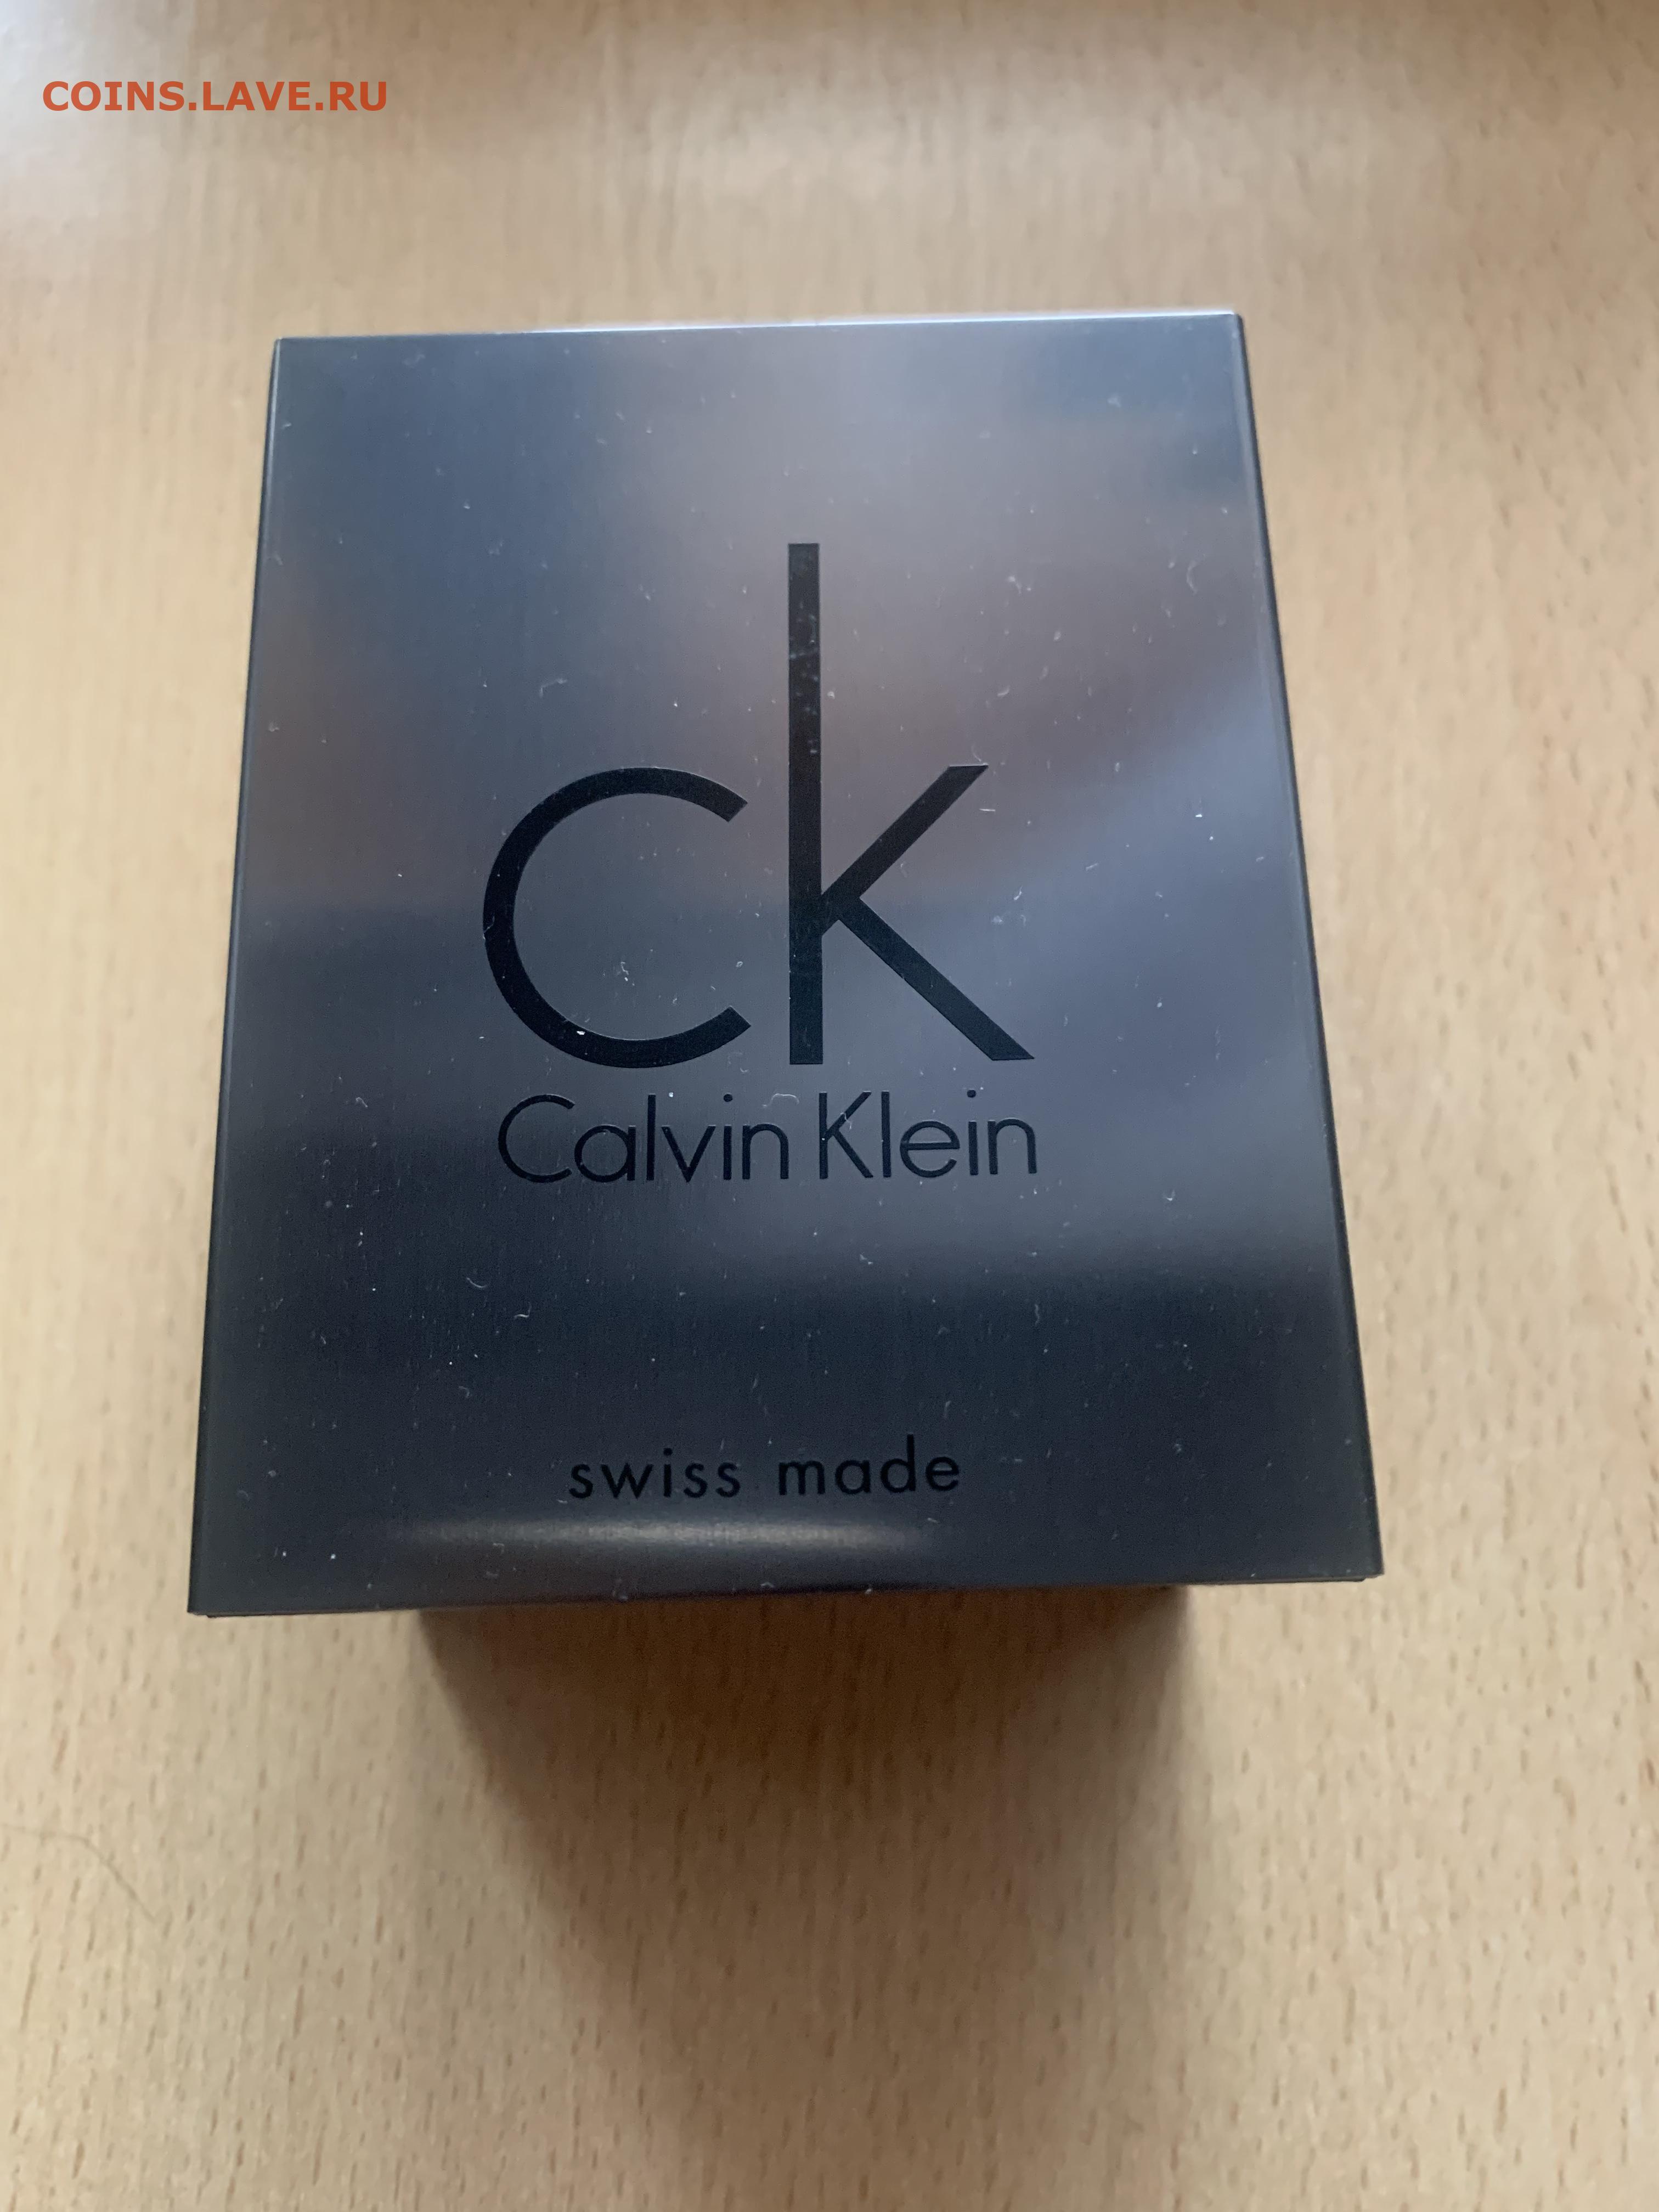 COINS.LAVE.RU
ck
Calvin Klein
swiss made